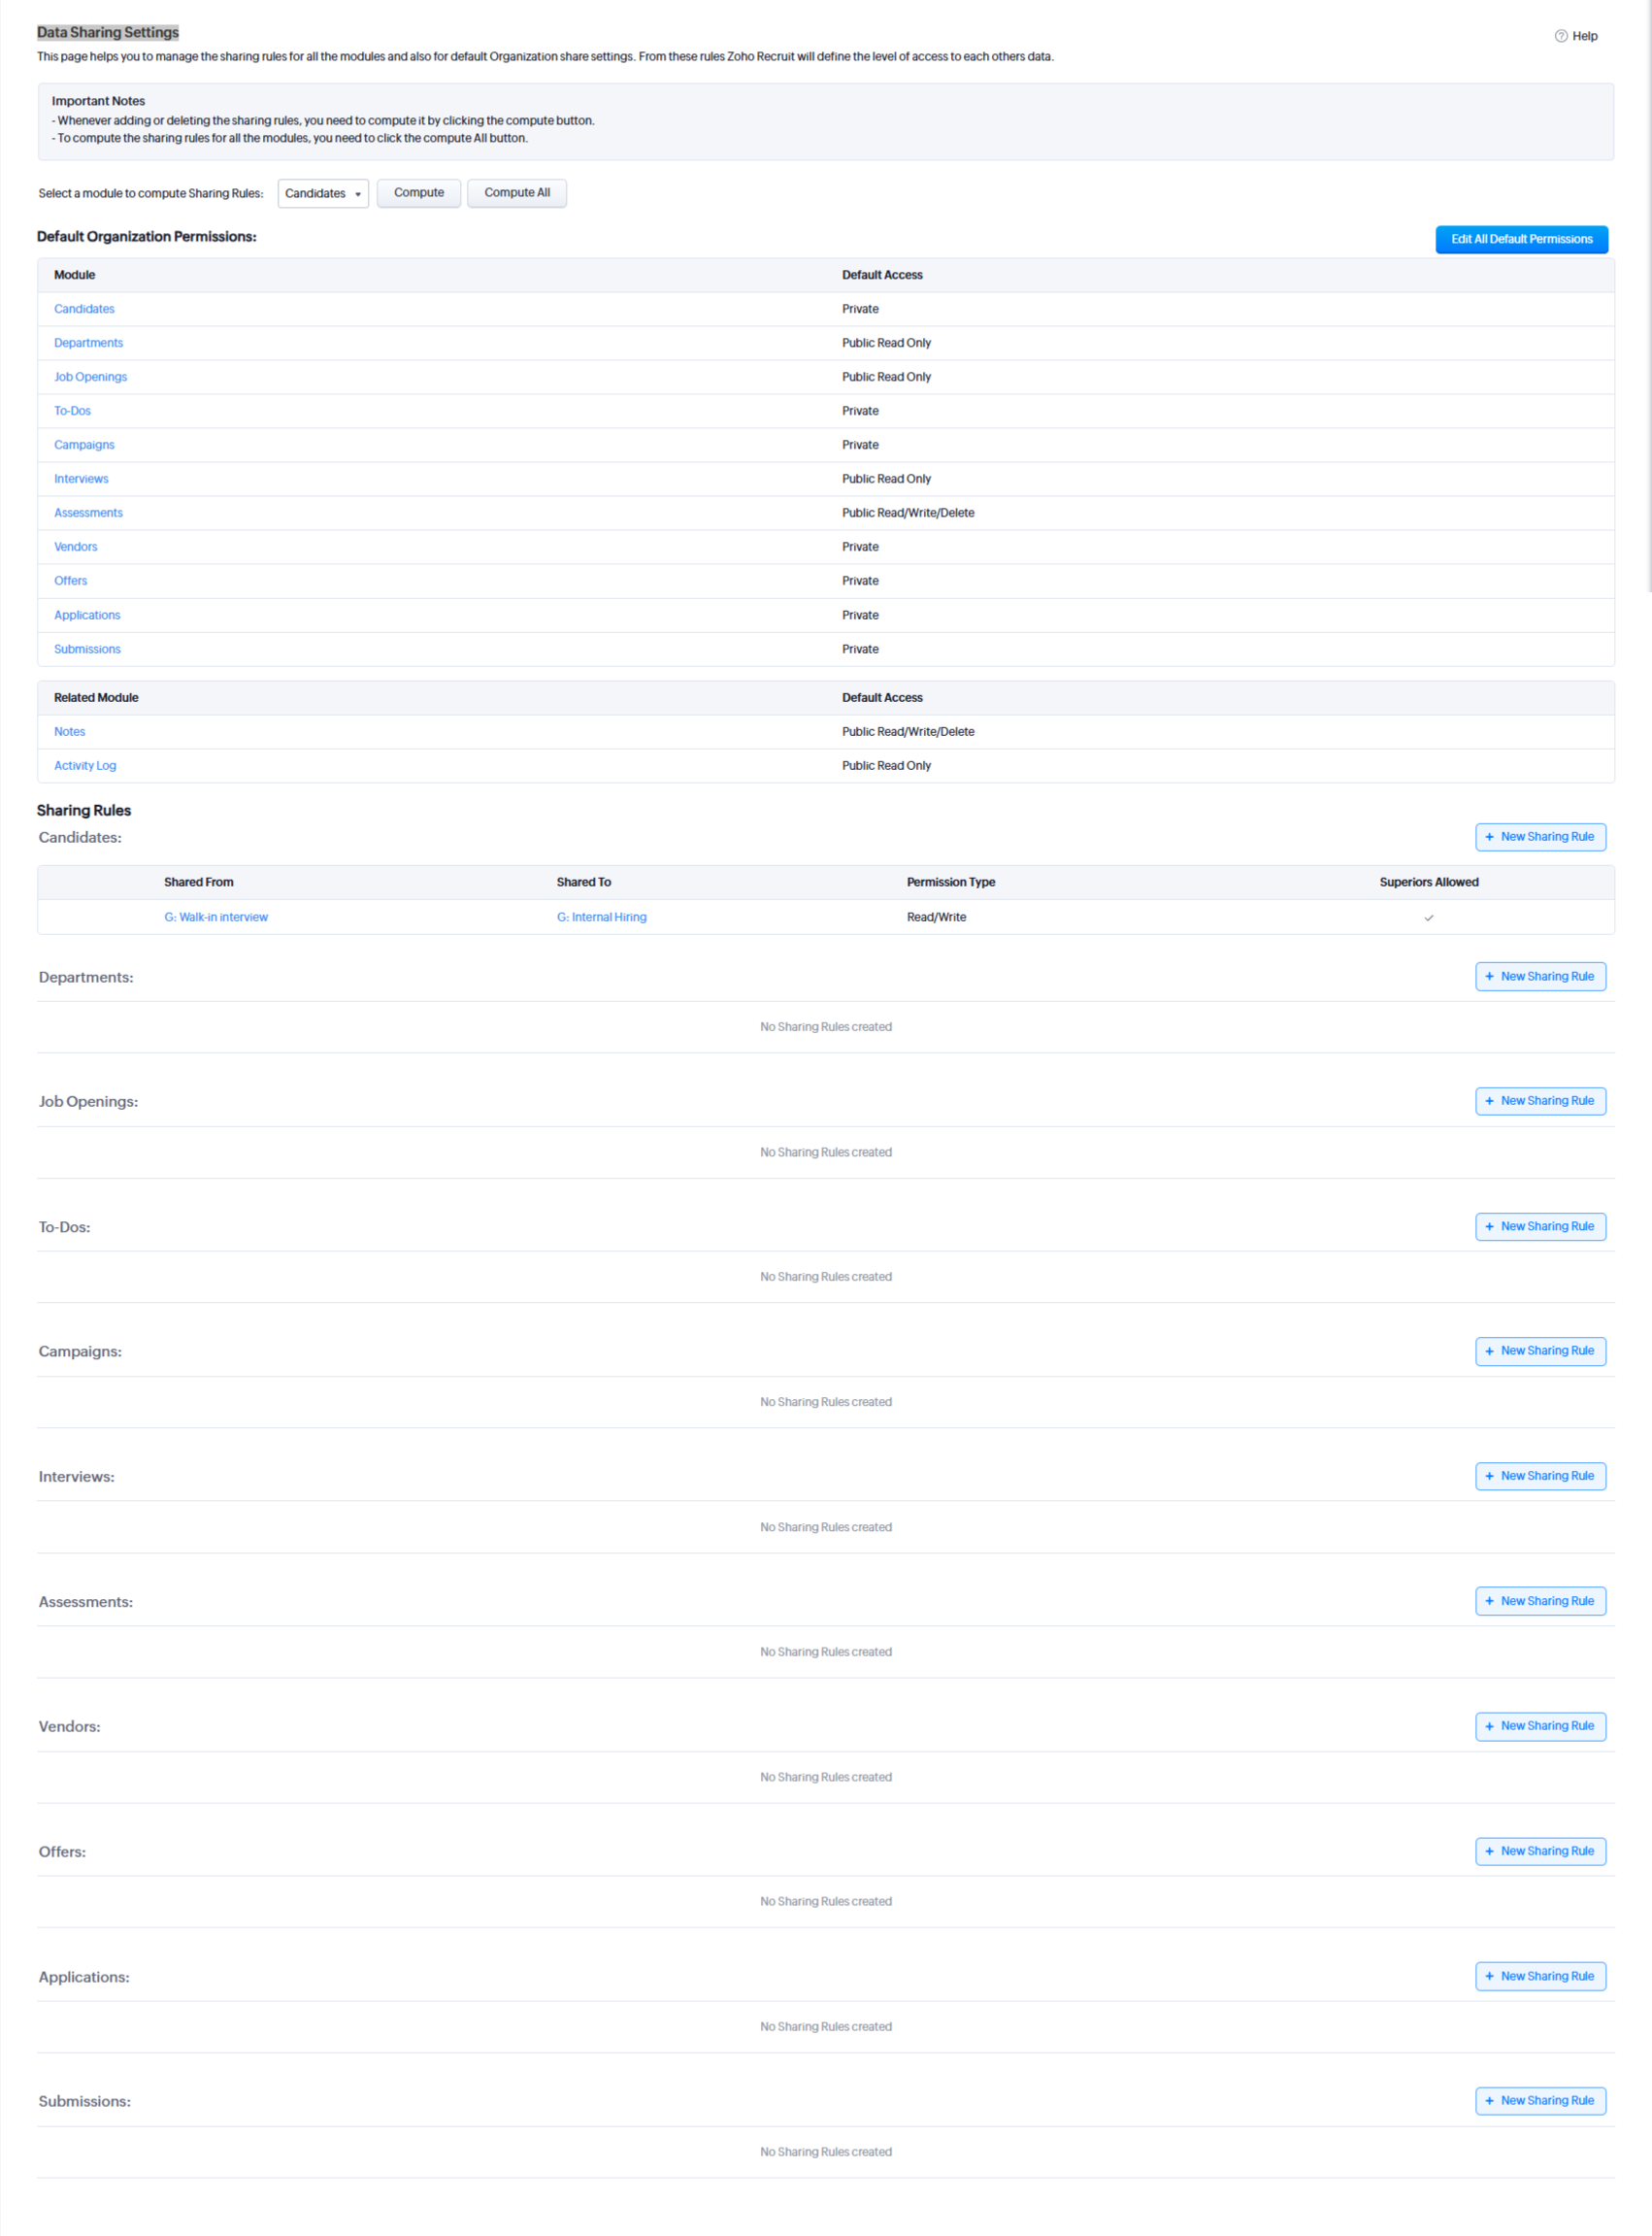 Data Sharing Settings
Help
This page helps you to manage the sharing rules for all the modules and also for default Organization share settings. From these rules Zoho Recruit will define the level of access to each others data.
Important Notes
- Whenever adding or deleting the sharing rules, you need to compute it by clicking the compute button.
- To compute the sharing rules for all the modules, you need to click the compute All button.
Select a module to compute Sharing Rules: Candidates Compute Compute All
Default Organization Permissions: Edit All Default Permissions
Module Default Access
Candidates Private
Departments Public Read Only
Job Openings Public Read Only
To-Dos Private
Campaigns Private
Interviews Public Read Only
Assessments Public Read/Write/Delete
Vendors Private
Offers Private
Applications Private
Submissions Private
Related Module Default Access
Notes Public Read/Write/Delete
Activity Log Public Read Only
Sharing Rules
Candidates: + New Sharing Rule
Shared From Shared To Permission Type Superiors Allowed
G: Walk-in interview G: Internal Hiring Read/Write ✓
Departments: + New Sharing Rule
No Sharing Rules created
Job Openings: + New Sharing Rule
No Sharing Rules created
To-Dos: + New Sharing Rule
No Sharing Rules created
Campaigns: + New Sharing Rule
No Sharing Rules created
Interviews: + New Sharing Rule
No Sharing Rules created
Assessments: + New Sharing Rule
No Sharing Rules created
Vendors: + New Sharing Rule
No Sharing Rules created
Offers: + New Sharing Rule
No Sharing Rules created
Applications: + New Sharing Rule
No Sharing Rules created
Submissions: + New Sharing Rule
No Sharing Rules created